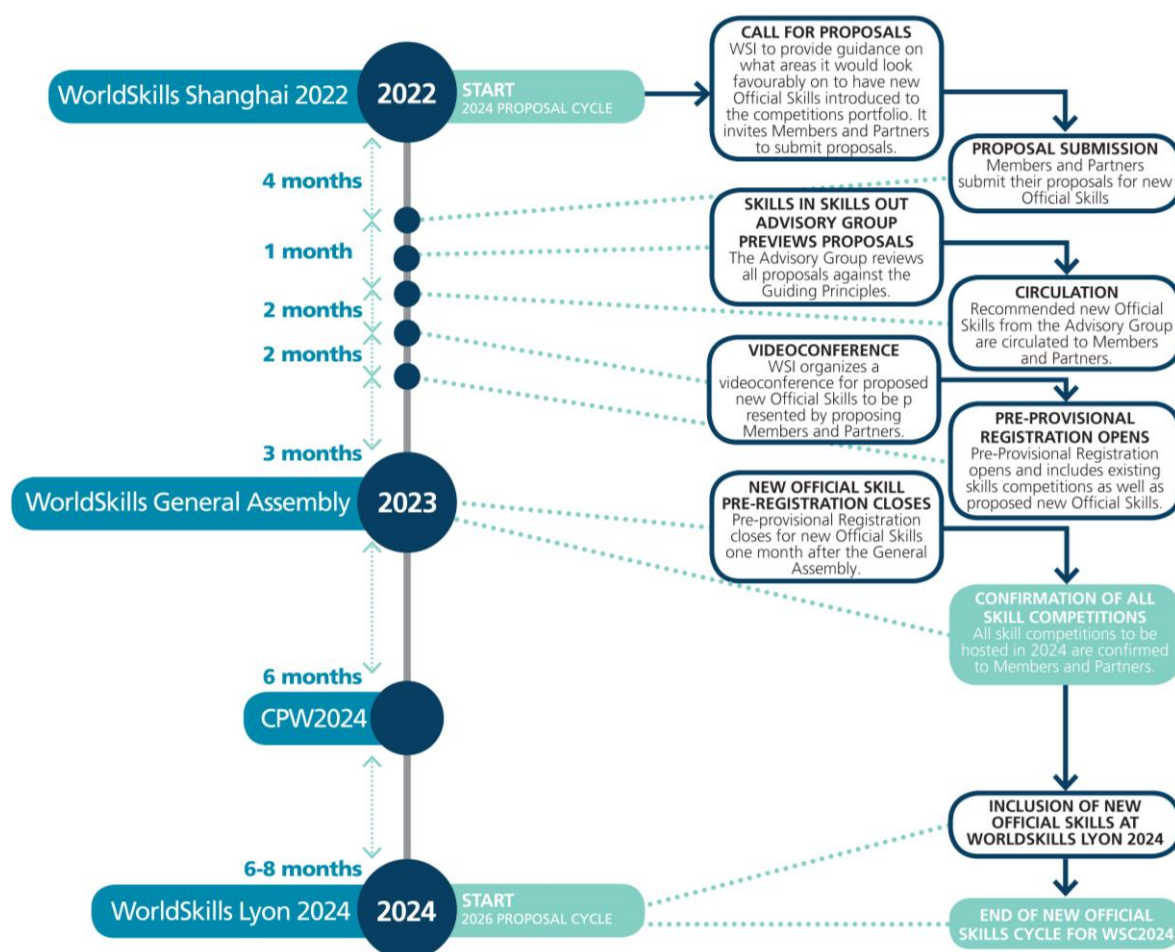 WorldSkills Shanghai 2022
2022
START
2024 PROPOSAL CYCLE
CALL FOR PROPOSALS
WSI to provide guidance on
what areas it would look
favourably on to have new
Official Skills introduced to
the competitions portfolio. It
invites Members and Partners
to submit proposals.
4 months
PROPOSAL SUBMISSION
Members and Partners
submit their proposals for new
Official Skills
1 month
SKILLS IN SKILLS OUT
ADVISORY GROUP
PREVIEWS PROPOSALS
The Advisory Group reviews
all proposals against the
Guiding Principles.
2 months
CIRCULATION
Recommended new Official
Skills from the Advisory Group
are circulated to Members
and Partners.
2 months
VIDEOCONFERENCE
WSI organizes a
videoconference for proposed
new Official Skills to be p
resented by proposing
Members and Partners.
PRE-PROVISIONAL
REGISTRATION OPENS
Pre-Provisional Registration
opens and includes existing
skills competitions as well as
proposed new Official Skills.
3 months
WorldSkills General Assembly
2023
NEW OFFICIAL SKILL
PRE-REGISTRATION CLOSES
Pre-provisional Registration
closes for new Official Skills
one month after the General
Assembly.
CONFIRMATION OF ALL
SKILL COMPETITIONS
All skill competitions to be
hosted in 2024 are confirmed
to Members and Partners.
6 months
CPW2024
INCLUSION OF NEW
OFFICIAL SKILLS AT
WORLDSKILLS LYON 2024
6-8 months
WorldSkills Lyon 2024
2024
START
2026 PROPOSAL CYCLE
END OF NEW OFFICIAL
SKILLS CYCLE FOR WSC2024